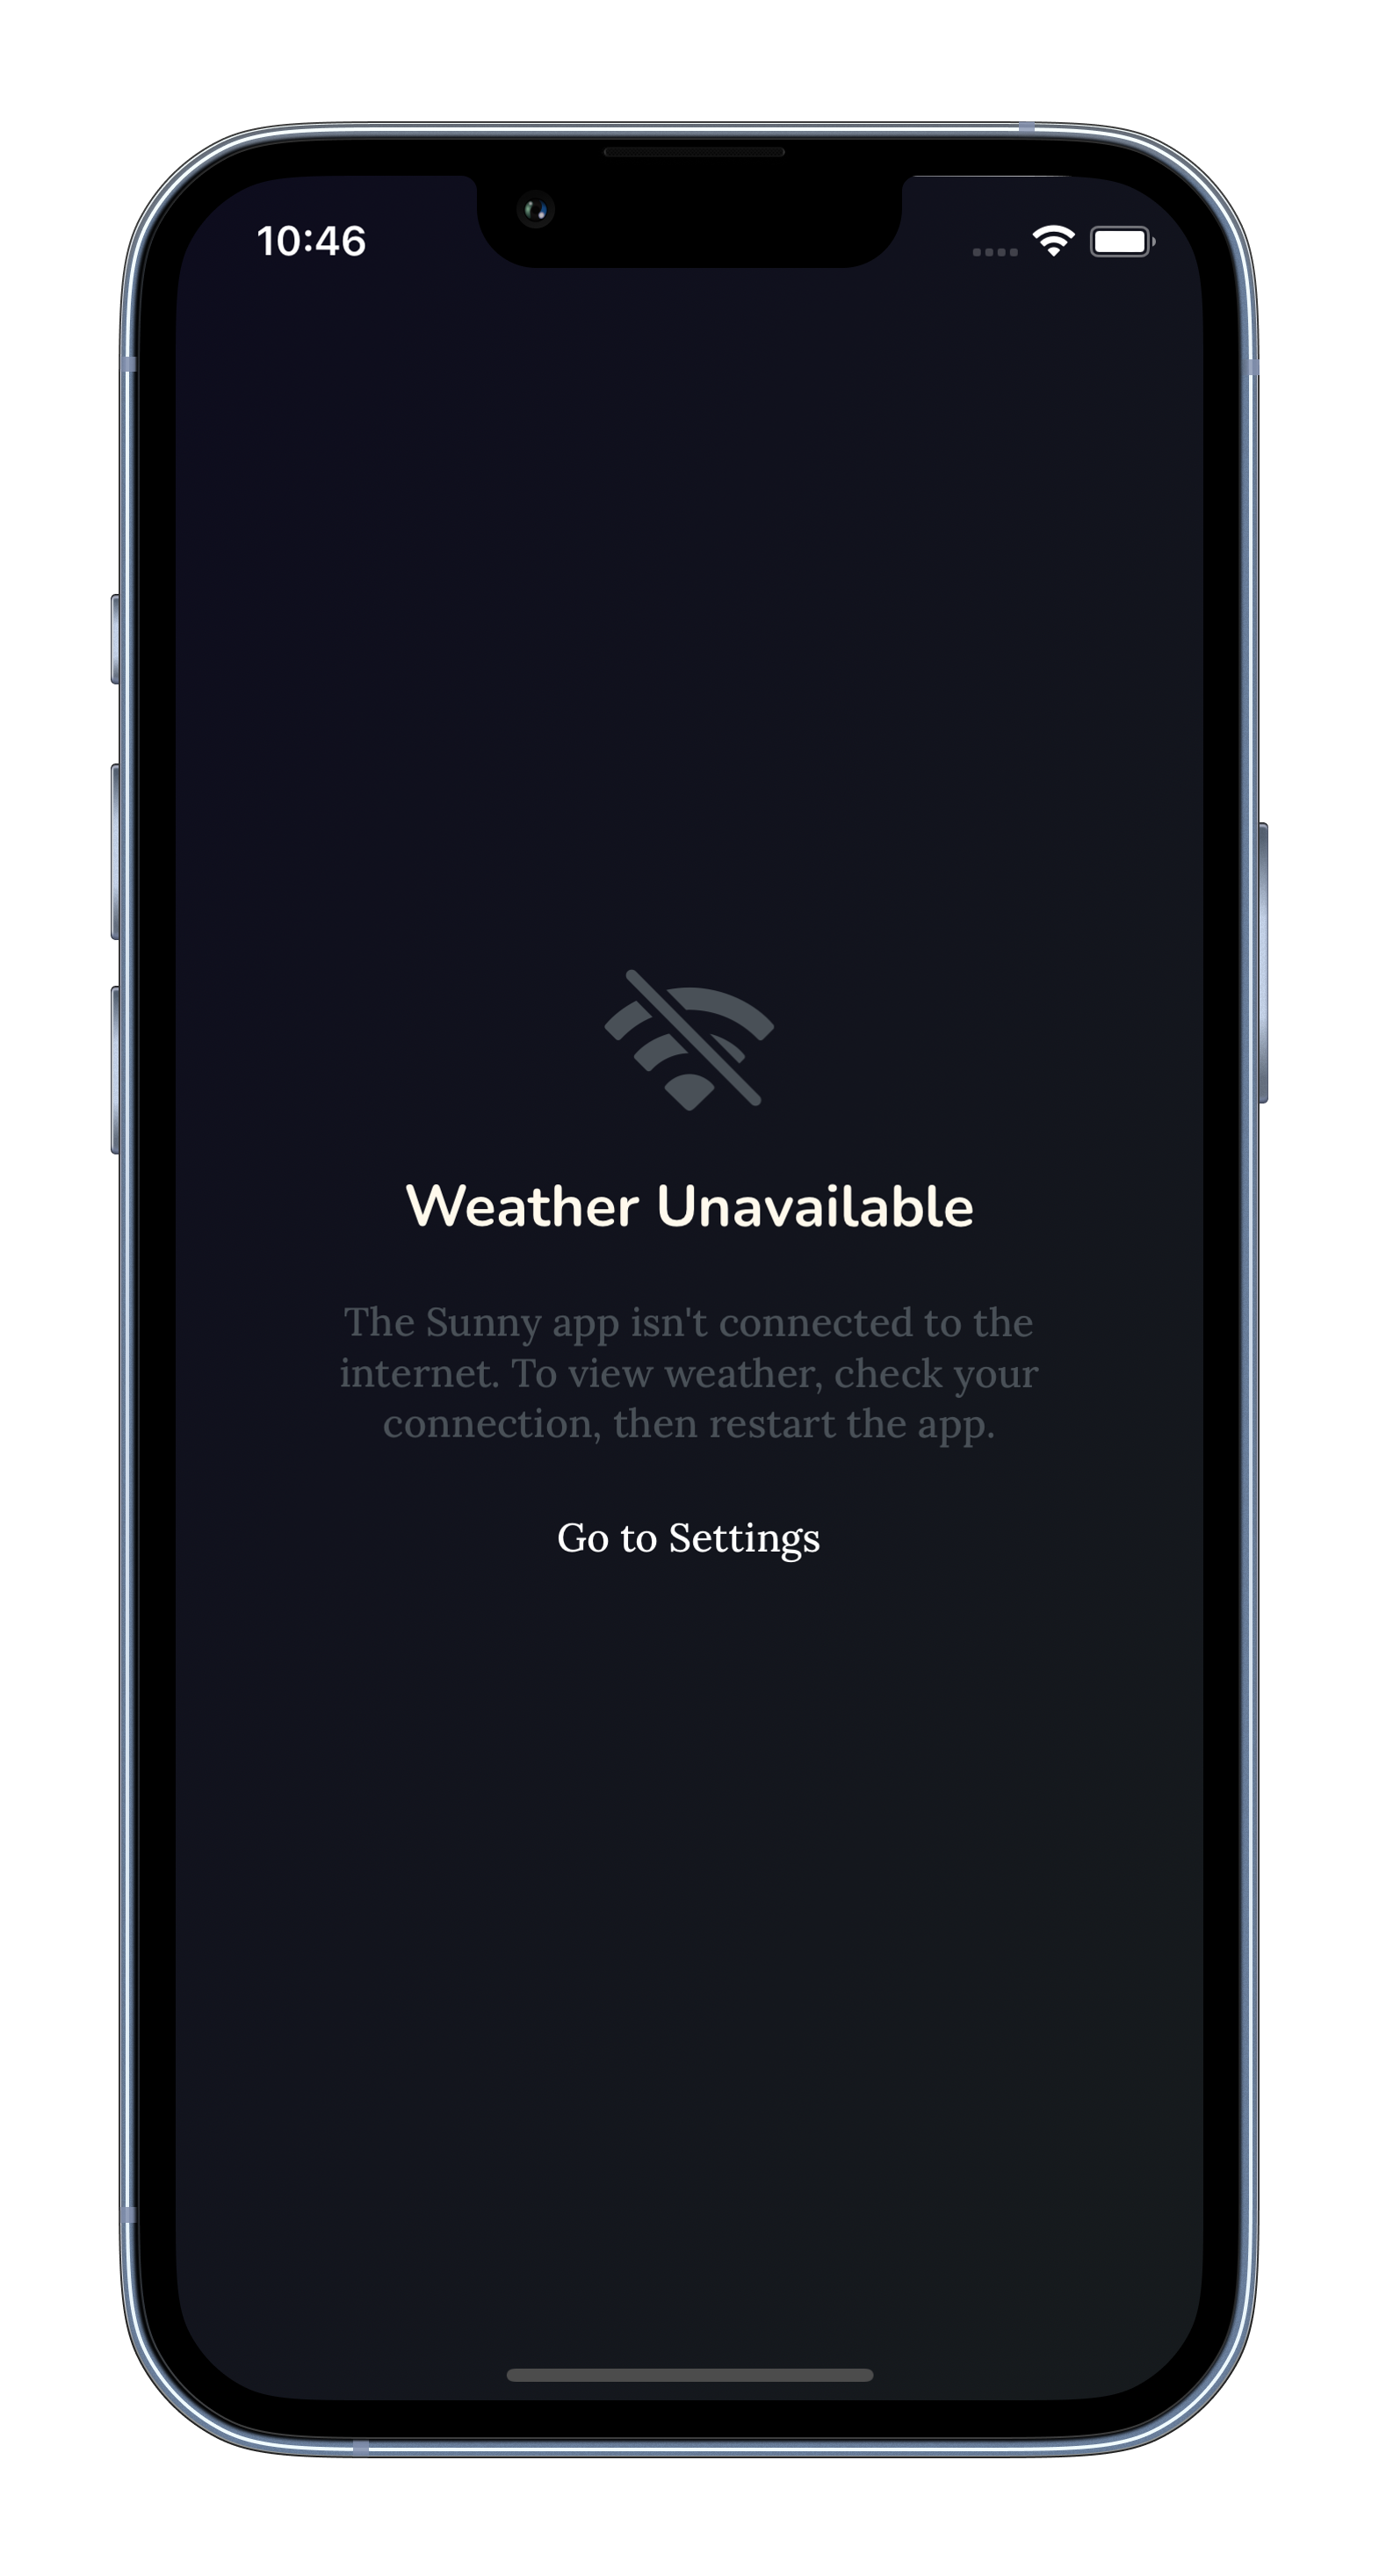 10:46
Weather Unavailable
The Sunny app isn't connected to the
internet. To view weather, check your
connection, then restart the app.
Go to Settings